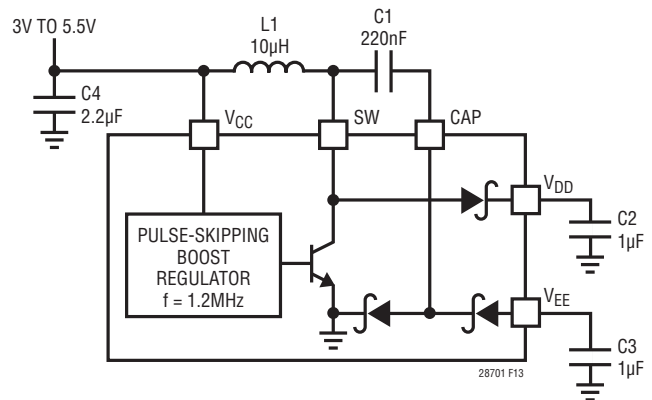 3V TO 5.5V
L1
10µH
C1
220nF
C4
2.2µF
VCC
SW
CAP
VDD
C2
1µF
PULSE-SKIPPING
BOOST
REGULATOR
f = 1.2MHz
VEE
C3
1µF
28701 F13